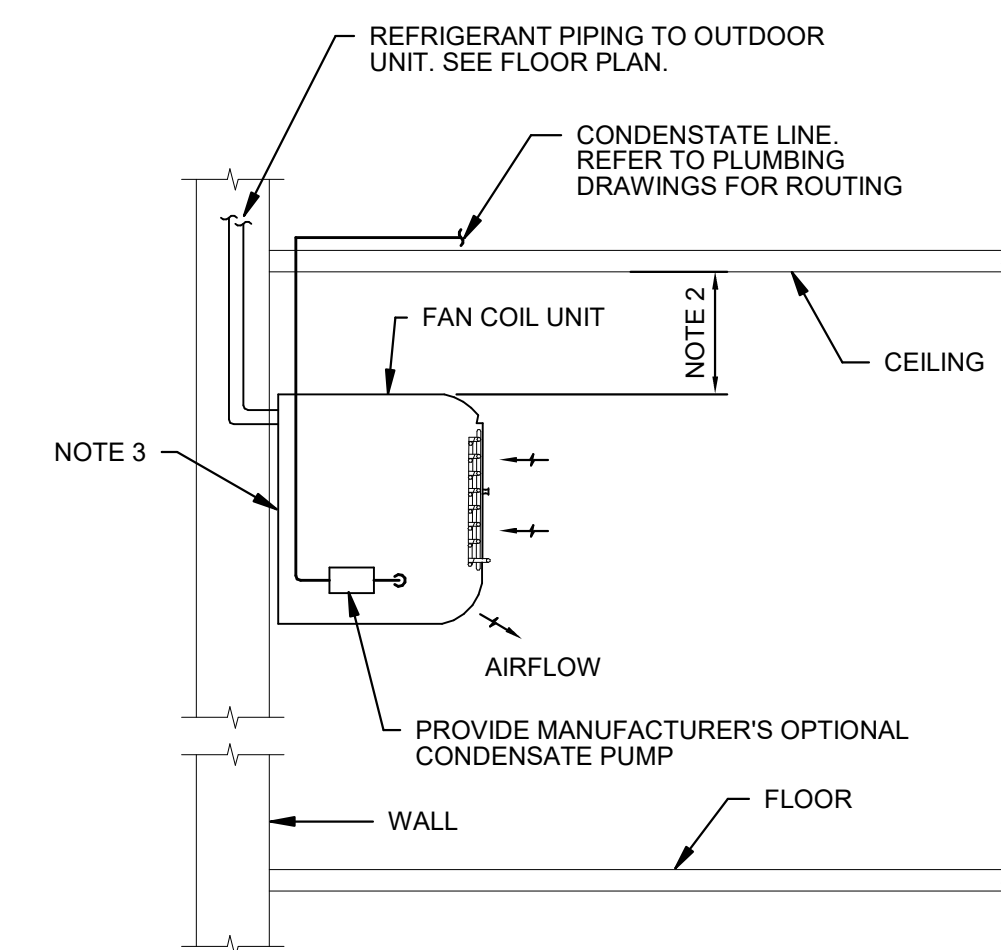 REFRIGERANT PIPING TO OUTDOOR
UNIT. SEE FLOOR PLAN.
CONDENSTATE LINE.
REFER TO PLUMBING
DRAWINGS FOR ROUTING
FAN COIL UNIT
NOTE 2
CEILING
NOTE 3
AIRFLOW
PROVIDE MANUFACTURER'S OPTIONAL
CONDENSATE PUMP
FLOOR
WALL